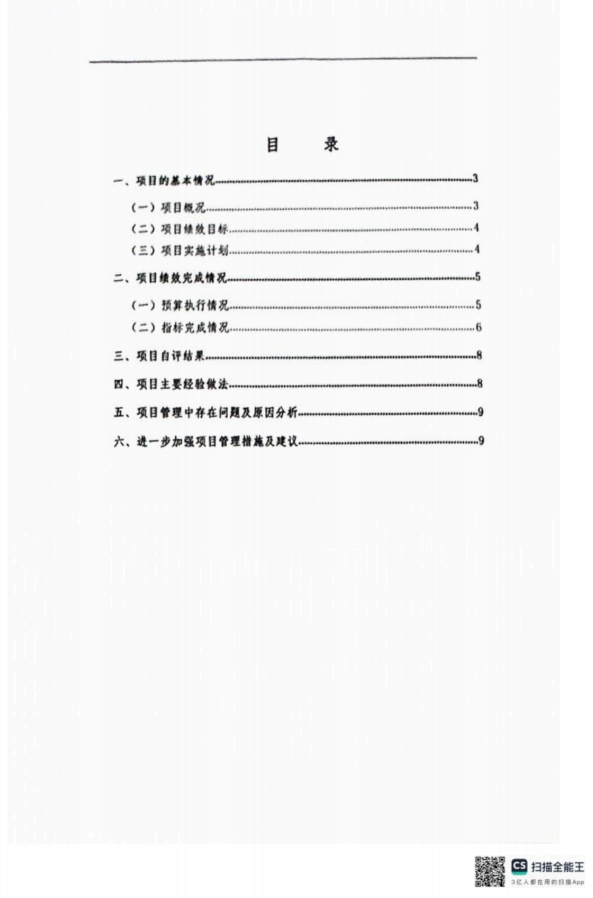 目 录
一、项目的基本情况........3
（一）项目概况........3
（二）项目绩效目标........4
（三）项目实施计划........4
二、项目绩效完成情况........5
（一）预算执行情况........5
（二）指标完成情况........6
三、项目自评结果........8
四、项目主要经验做法........8
五、项目管理中存在问题及原因分析........9
六、进一步加强项目管理措施及建议........9
CS 扫描全能王
3亿人都在用的扫描App